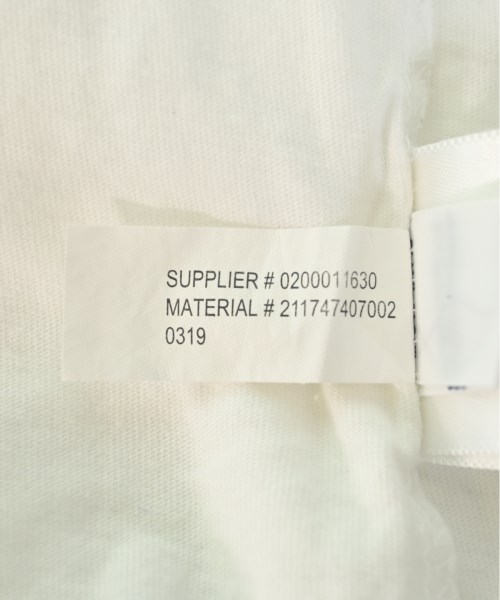 SUPPLIER # 0200011630
MATERIAL # 211747407002
0319